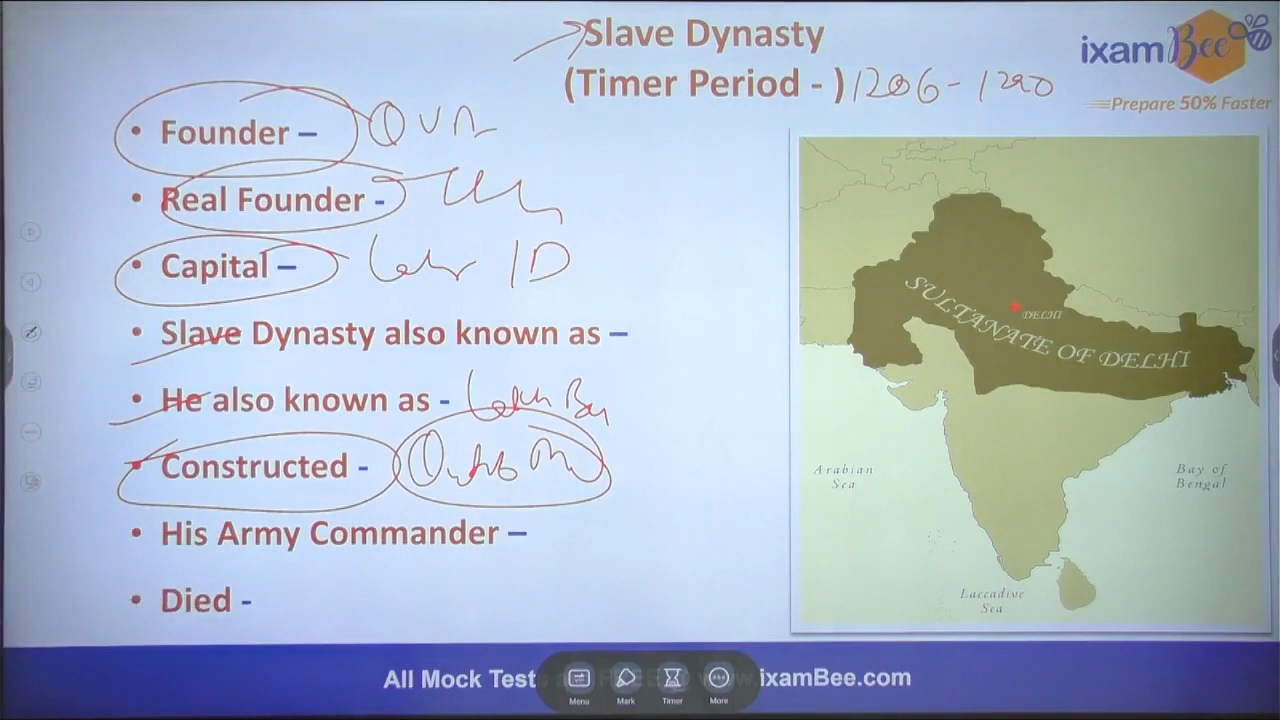 Slave Dynasty
(Timer Period - ) 1206 - 1290
ixamBee
Prepare 50% Faster
• Founder –
• Real Founder -
• Capital –
• Slave Dynasty also known as –
• He also known as -
• Constructed -
• His Army Commander –
• Died -
SULTANATE OF DELHI
DELHI
Arabian Sea
Bay of Bengal
Laccadive Sea
All Mock Test ixamBee.com
Menu Mark Timer More